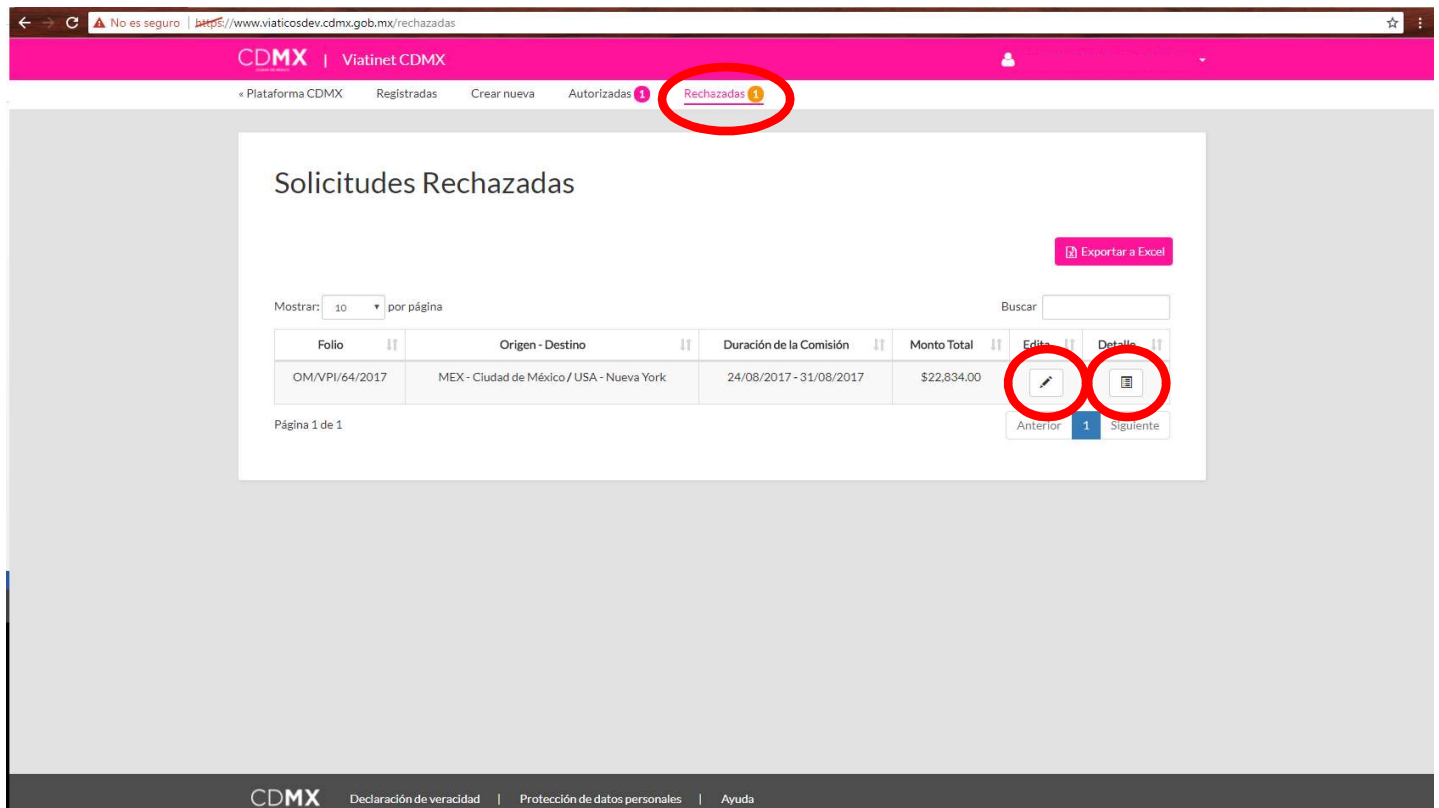 No es seguro | https://www.viaticosdev.cdmx.gob.mx/rechazadas
CDMX | Viatinet CDMX
« Plataforma CDMX Registradas Crear nueva Autorizadas 1 Rechazadas 1
Solicitudes Rechazadas
Exportar a Excel
Mostrar: 10 por página Buscar
Folio Origen - Destino Duración de la Comisión Monto Total Edita Detalle
OM/VPI/64/2017 MEX - Ciudad de México / USA - Nueva York 24/08/2017 - 31/08/2017 $22,834.00
Página 1 de 1 Anterior 1 Siguiente
CDMX Declaración de veracidad | Protección de datos personales | Ayuda